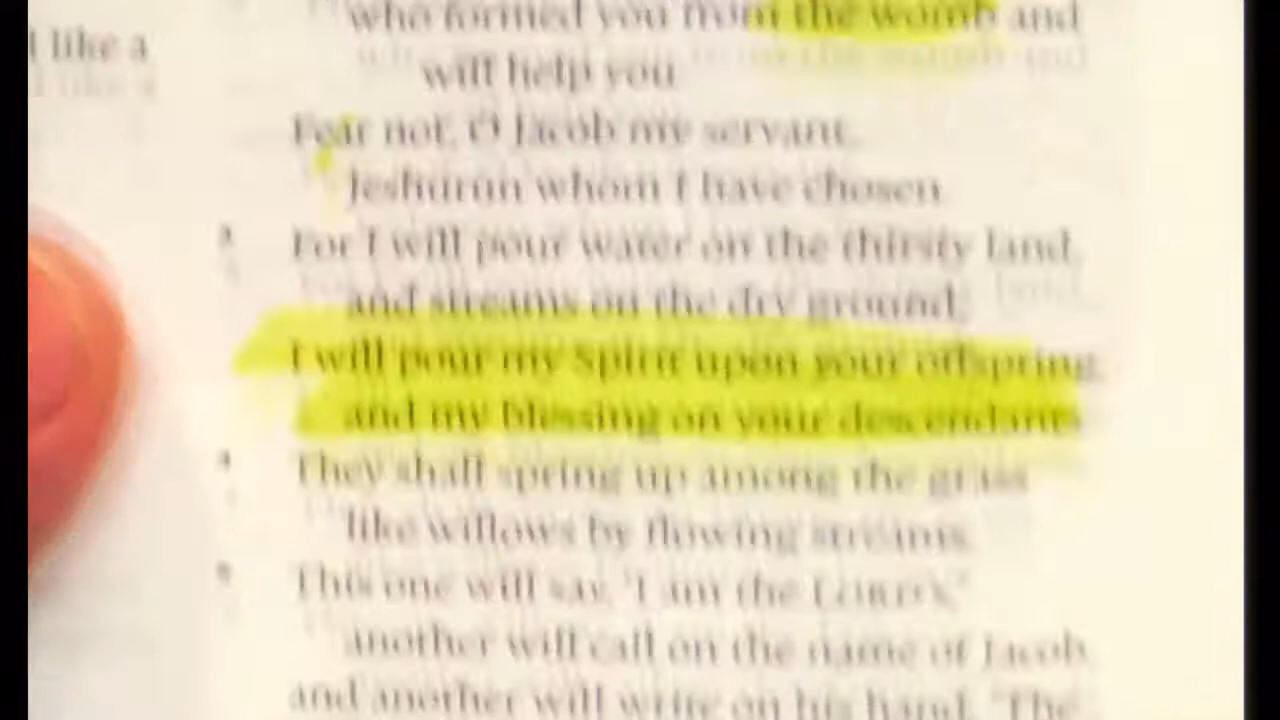 l like a
who formed you from the womb and
will help you
Fear not, O Jacob my servant,
Jeshurun whom I have chosen
For I will pour water on the thirsty land,
and streams on the dry ground;
I will pour my Spirit upon your offspring,
and my blessing on your descendants
They shall spring up among the grass
like willows by flowing streams.
This one will say, 'I am the LORD's,'
another will call on the name of Jacob,
and another will write on his hand, 'The